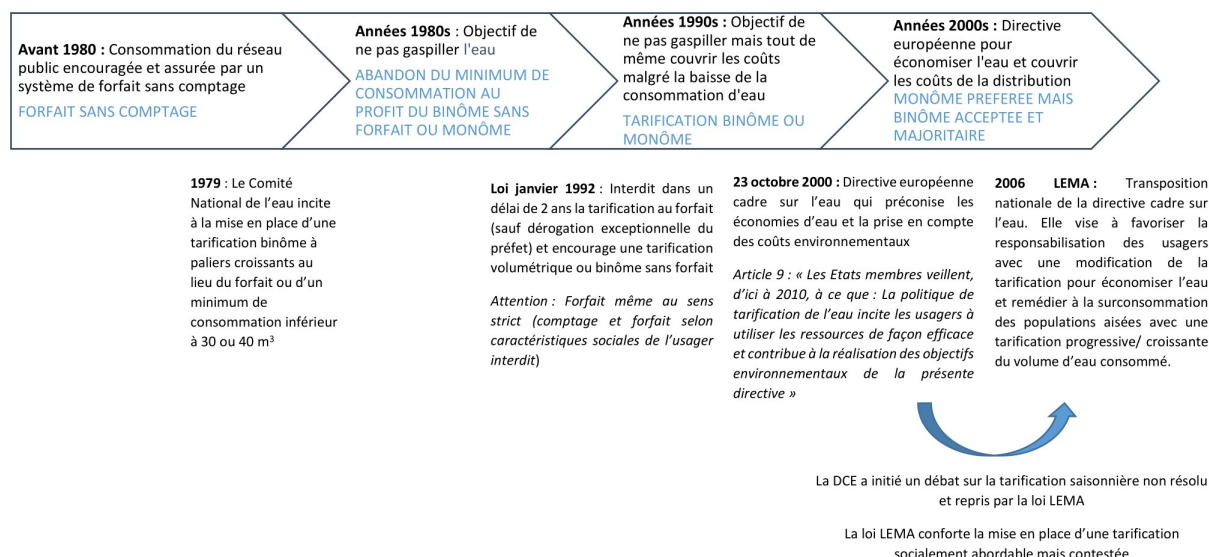 Avant 1980 : Consommation du réseau
public encouragée et assurée par un
système de forfait sans comptage
FORFAIT SANS COMPTAGE
Années 1980s : Objectif de
ne pas gaspiller l'eau
ABANDON DU MINIMUM DE
CONSOMMATION AU
PROFIT DU BINÔME SANS
FORFAIT OU MONÔME
Années 1990s : Objectif de
ne pas gaspiller mais tout de
même couvrir les coûts
malgré la baisse de la
consommation d'eau
TARIFICATION BINÔME OU
MONÔME
Années 2000s : Directive
européenne pour
économiser l'eau et couvrir
les coûts de la distribution
MONÔME PREFEREE MAIS
BINÔME ACCEPTEE ET
MAJORITAIRE
1979 : Le Comité
National de l'eau incite
à la mise en place d'une
tarification binôme à
paliers croissants au
lieu du forfait ou d'un
minimum de
consommation inférieur
à 30 ou 40 m³
Loi janvier 1992 : Interdit dans un
délai de 2 ans la tarification au forfait
(sauf dérogation exceptionnelle du
préfet) et encourage une tarification
volumétrique ou binôme sans forfait
Attention : Forfait même au sens
strict (comptage et forfait selon
caractéristiques sociales de l'usager
interdit)
23 octobre 2000 : Directive européenne
cadre sur l'eau qui préconise les
économies d'eau et la prise en compte
des coûts environnementaux
Article 9 : « Les Etats membres veillent,
d'ici à 2010, à ce que : La politique de
tarification de l'eau incite les usagers à
utiliser les ressources de façon efficace
et contribue à la réalisation des objectifs
environnementaux de la présente
directive »
2006 LEMA : Transposition
nationale de la directive cadre sur
l'eau. Elle vise à favoriser la
responsabilisation des usagers
avec une modification de la
tarification pour économiser l'eau
et remédier à la surconsommation
des populations aisées avec une
tarification progressive/ croissante
du volume d'eau consommé.
La DCE a initié un débat sur la tarification saisonnière non résolu
et repris par la loi LEMA
La loi LEMA conforte la mise en place d'une tarification
socialement abordable mais contestée